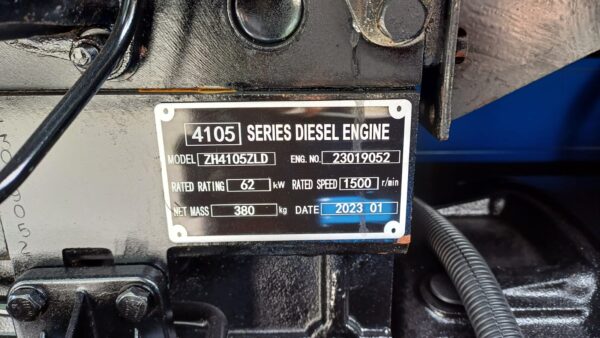 4105 SERIES DIESEL ENGINE
MODEL ZH4105ZLD ENG. NO. 23019052
RATED RATING 62 kW RATED SPEED 1500 r/min
NET MASS 380 kg DATE 2023 01